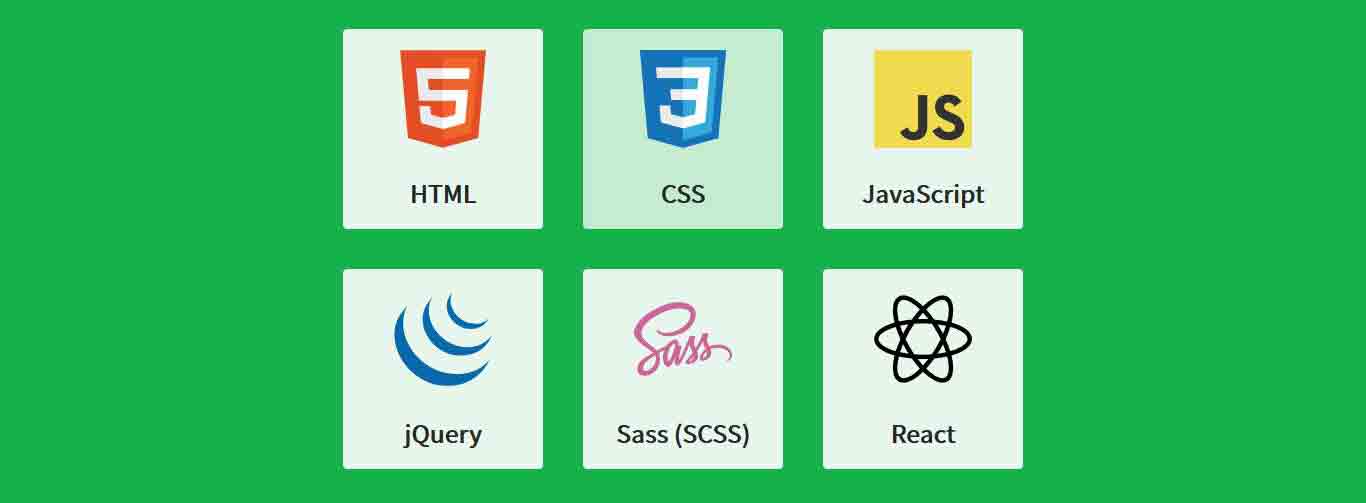 5
3
JS
HTML
CSS
JavaScript
Sass
jQuery
Sass (SCSS)
React